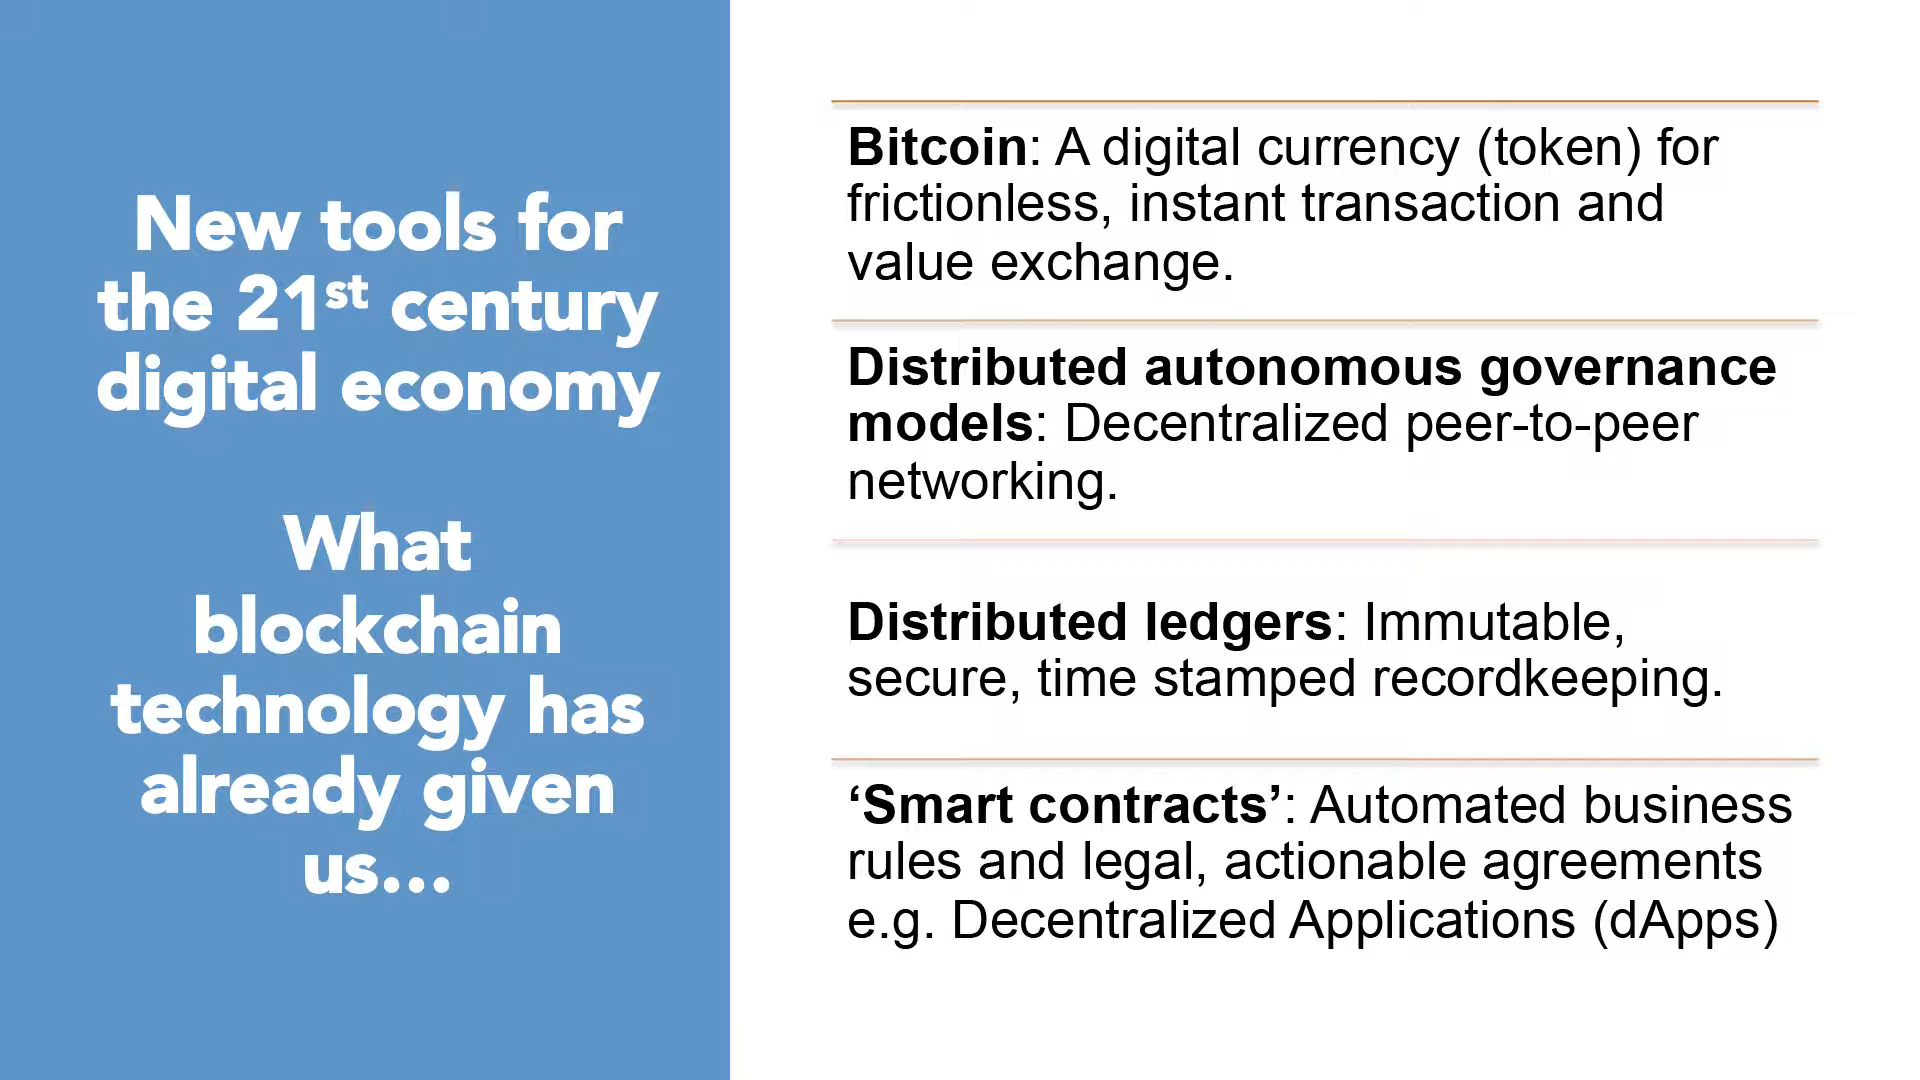 New tools for
the 21st century
digital economy
What
blockchain
technology has
already given
us...
Bitcoin: A digital currency (token) for
frictionless, instant transaction and
value exchange.
Distributed autonomous governance
models: Decentralized peer-to-peer
networking.
Distributed ledgers: Immutable,
secure, time stamped recordkeeping.
‘Smart contracts’: Automated business
rules and legal, actionable agreements
e.g. Decentralized Applications (dApps)